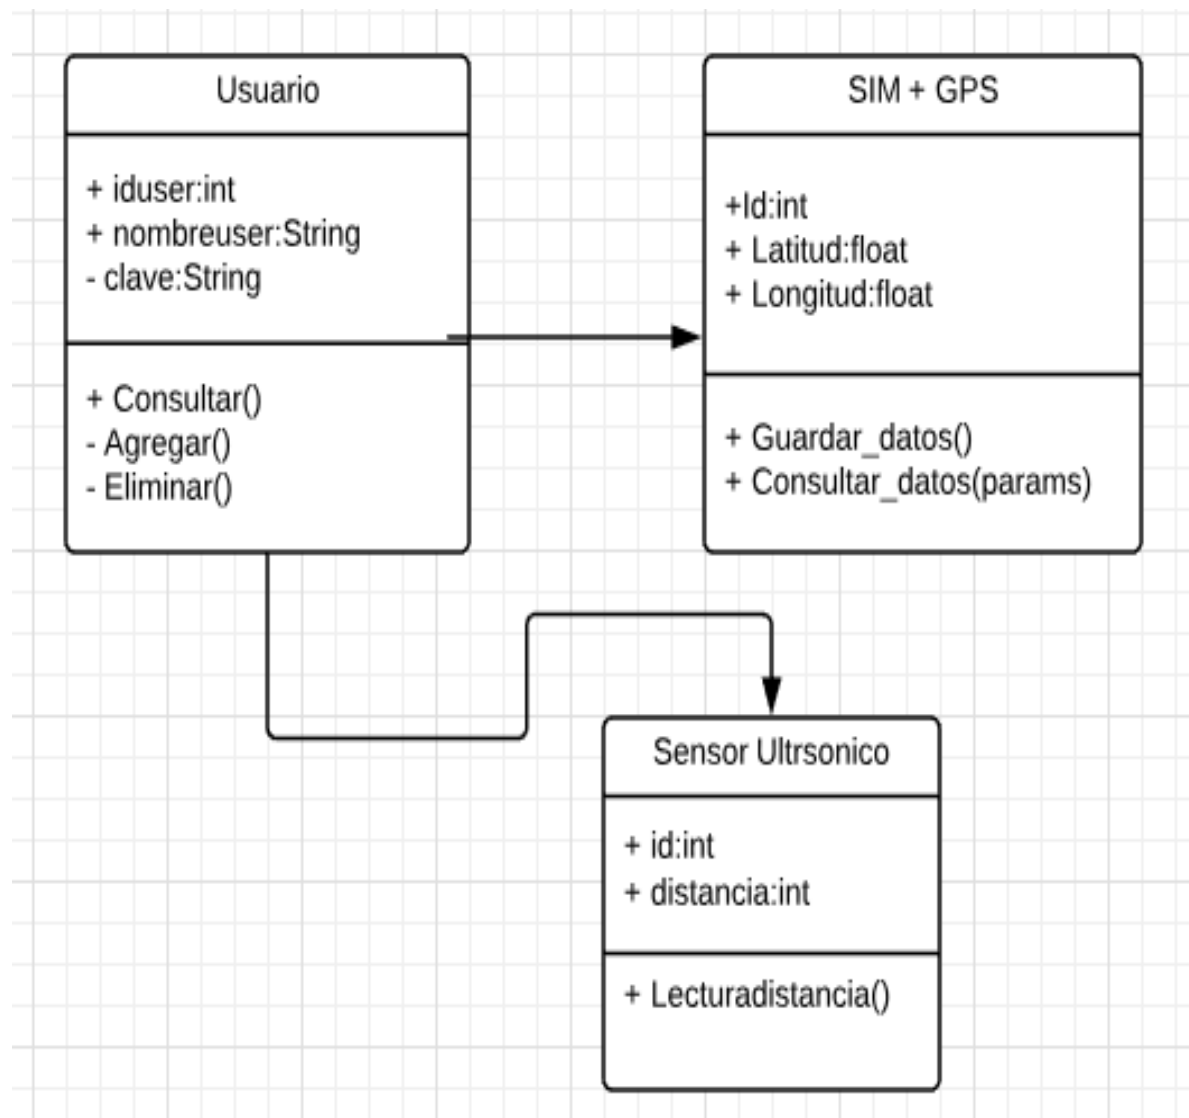 Usuario
+ iduser:int
+ nombreuser:String
- clave:String
+ Consultar()
- Agregar()
- Eliminar()
SIM + GPS
+Id:int
+ Latitud:float
+ Longitud:float
+ Guardar_datos()
+ Consultar_datos(params)
Sensor Ultrsonico
+ id:int
+ distancia:int
+ Lecturadistancia()